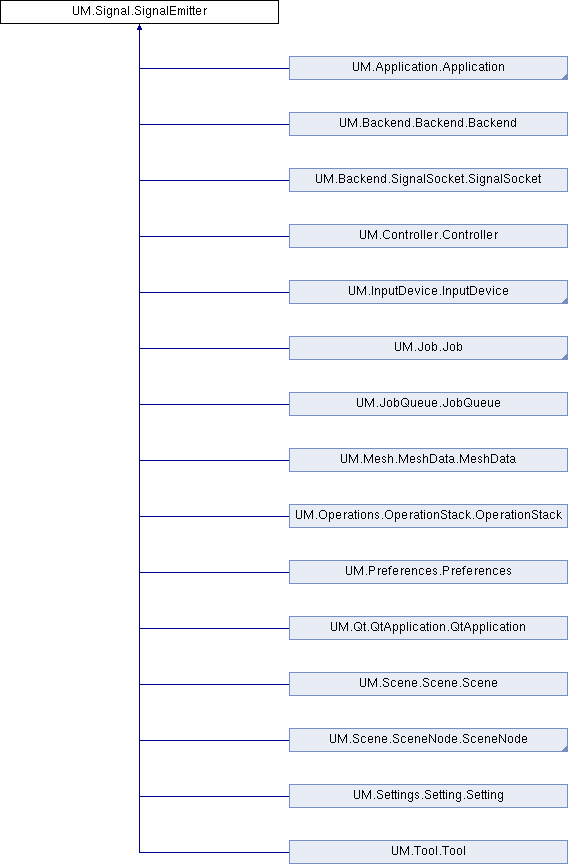 UM.Signal.SignalEmitter
UM.Application.Application
UM.Backend.Backend.Backend
UM.Backend.SignalSocket.SignalSocket
UM.Controller.Controller
UM.InputDevice.InputDevice
UM.Job.Job
UM.JobQueue.JobQueue
UM.Mesh.MeshData.MeshData
UM.Operations.OperationStack.OperationStack
UM.Preferences.Preferences
UM.Qt.QtApplication.QtApplication
UM.Scene.Scene.Scene
UM.Scene.SceneNode.SceneNode
UM.Settings.Setting.Setting
UM.Tool.Tool